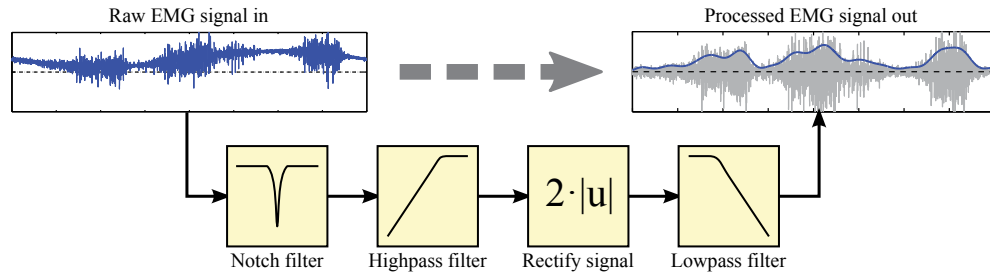 Raw EMG signal in
Processed EMG signal out
2·|u|
Notch filter
Highpass filter
Rectify signal
Lowpass filter